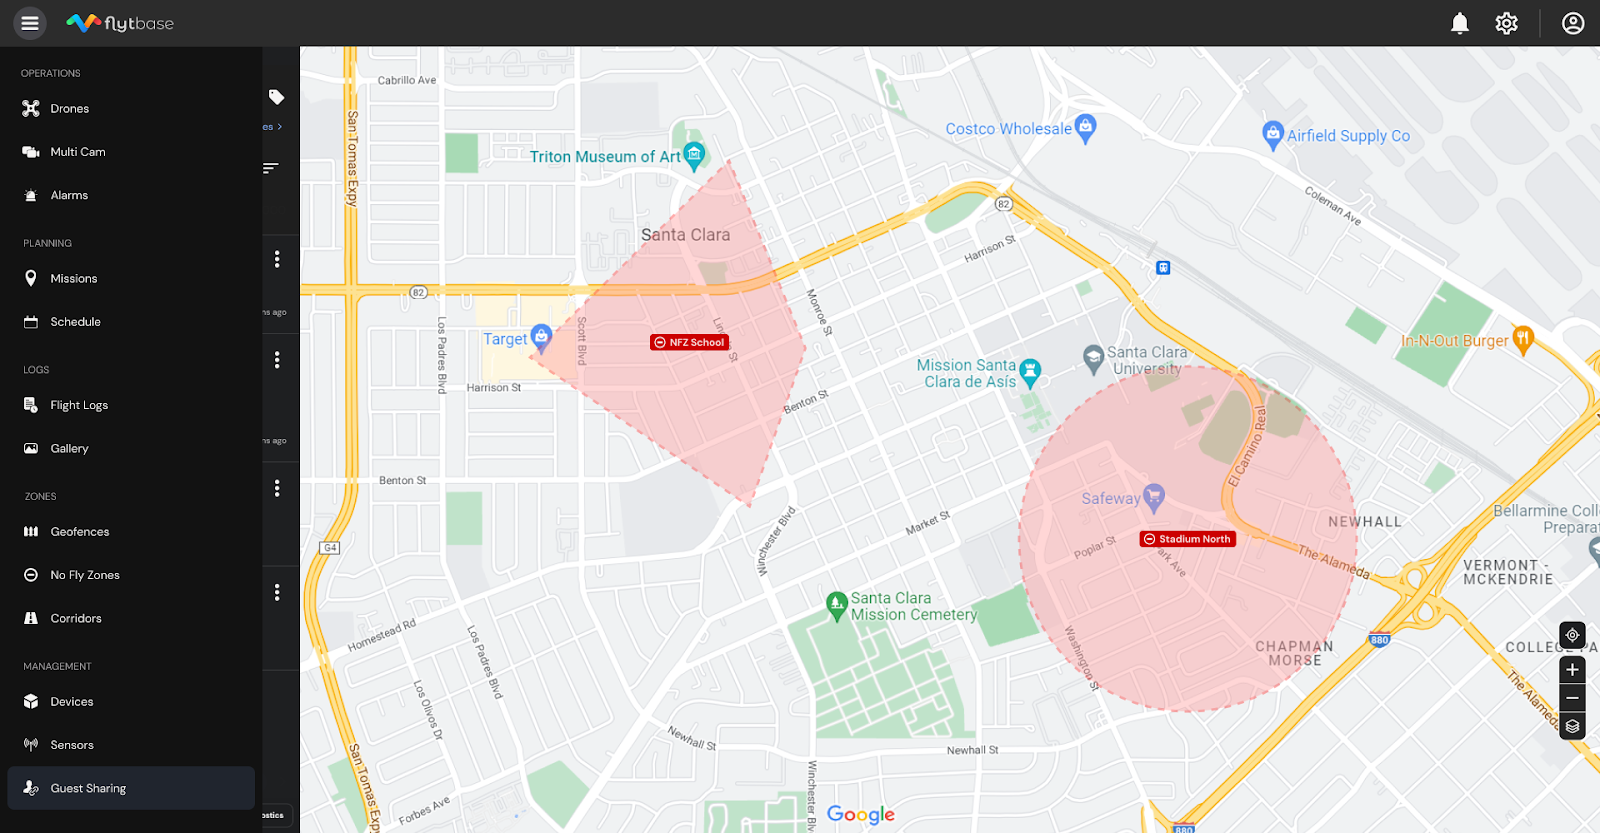 flytbase
OPERATIONS
Drones
Multi Cam
Alarms
PLANNING
Missions
Schedule
LOGS
Flight Logs
Gallery
ZONES
Geofences
No Fly Zones
Corridors
MANAGEMENT
Devices
Sensors
Guest Sharing
es >
ns ago
ns ago
ostics
Cabrillo Ave
San Tomas Expy
Triton Museum of Art
Costco Wholesale
Airfield Supply Co
Coleman Ave
82
Santa Clara
Harrison St
82
Monroe St
Los Padres Blvd
Scott Blvd
Target
NFZ School
Harrison St
Benton St
Mission Santa
Clara de Asís
Santa Clara
University
In-N-Out Burger
El Camino Real
Benton St
Safeway
Market St
Winchester Blvd
NEWHALL
Bellarmine Coll
Preparat
Stadium North
Poplar St
Park Ave
The Alameda
G4
VERMONT -
MCKENDRIE
Santa Clara
Mission Cemetery
Homestead Rd
Los Padres Blvd
Washington St
880
CHAPMAN
MORSE
COLLEGE PA
The Alameda
Los Olivos Dr
Newhall St
Newhall St
San Tomas Expy
Forbes Ave
Winchester Blv
Google
880